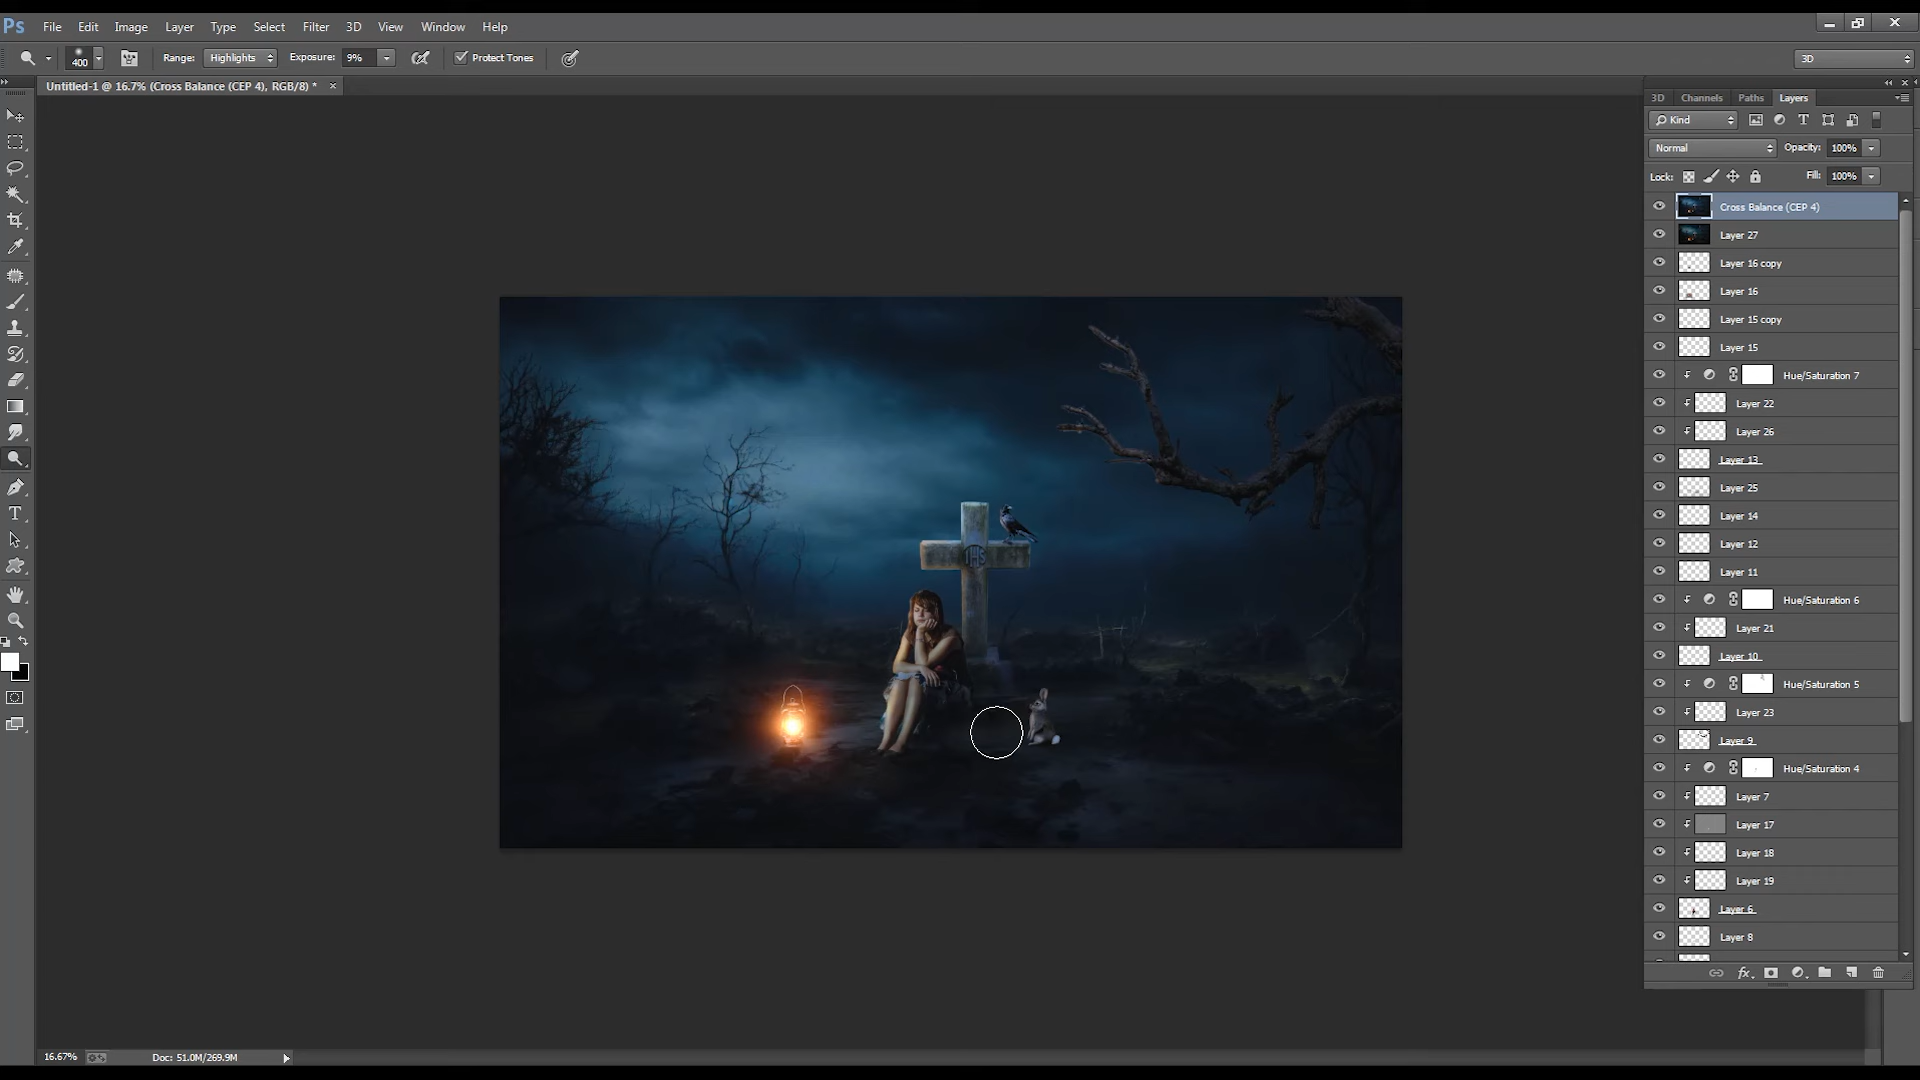 Ps File Edit Image Layer Type Select Filter 3D View Window Help
400 Range: Highlights Exposure: 9% Protect Tones 3D
Untitled-1 @ 16.7% (Cross Balance (CEP 4), RGB/8) * ×
3D Channels Paths Layers
Kind
Normal Opacity: 100%
Lock: Fill: 100%
Cross Balance (CEP 4)
Layer 27
Layer 16 copy
Layer 16
Layer 15 copy
Layer 15
Hue/Saturation 7
Layer 22
Layer 26
Layer 13
Layer 25
Layer 14
Layer 12
Layer 11
Hue/Saturation 6
Layer 21
Layer 10
Hue/Saturation 5
Layer 23
Layer 9
Hue/Saturation 4
Layer 7
Layer 17
Layer 18
Layer 19
Layer 6
Layer 8
IHS
fx
16.67% Doc: 51.0M/269.9M